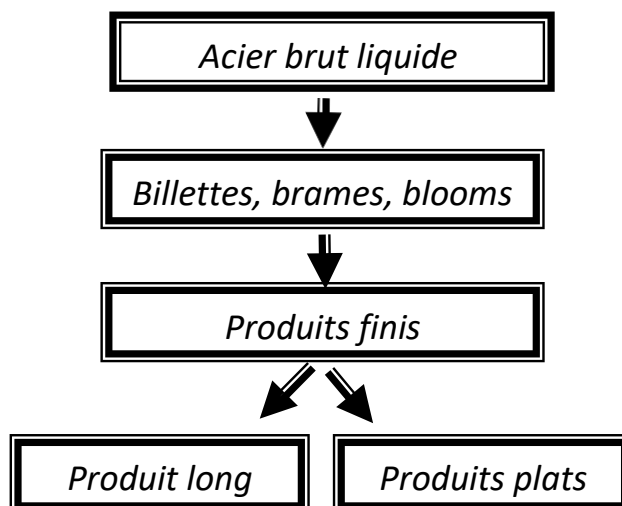 Acier brut liquide
Billettes, brames, blooms
Produits finis
Produit long
Produits plats